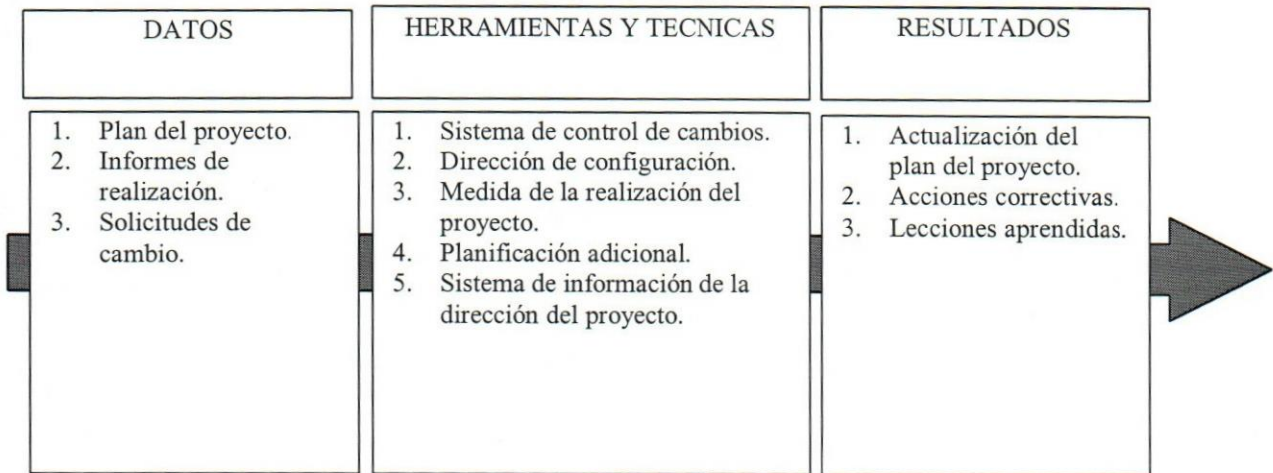 DATOS
HERRAMIENTAS Y TECNICAS
RESULTADOS
1. Plan del proyecto.
2. Informes de
realización.
3. Solicitudes de
cambio.
1. Sistema de control de cambios.
2. Dirección de configuración.
3. Medida de la realización del
proyecto.
4. Planificación adicional.
5. Sistema de información de la
dirección del proyecto.
1. Actualización del
plan del proyecto.
2. Acciones correctivas.
3. Lecciones aprendidas.